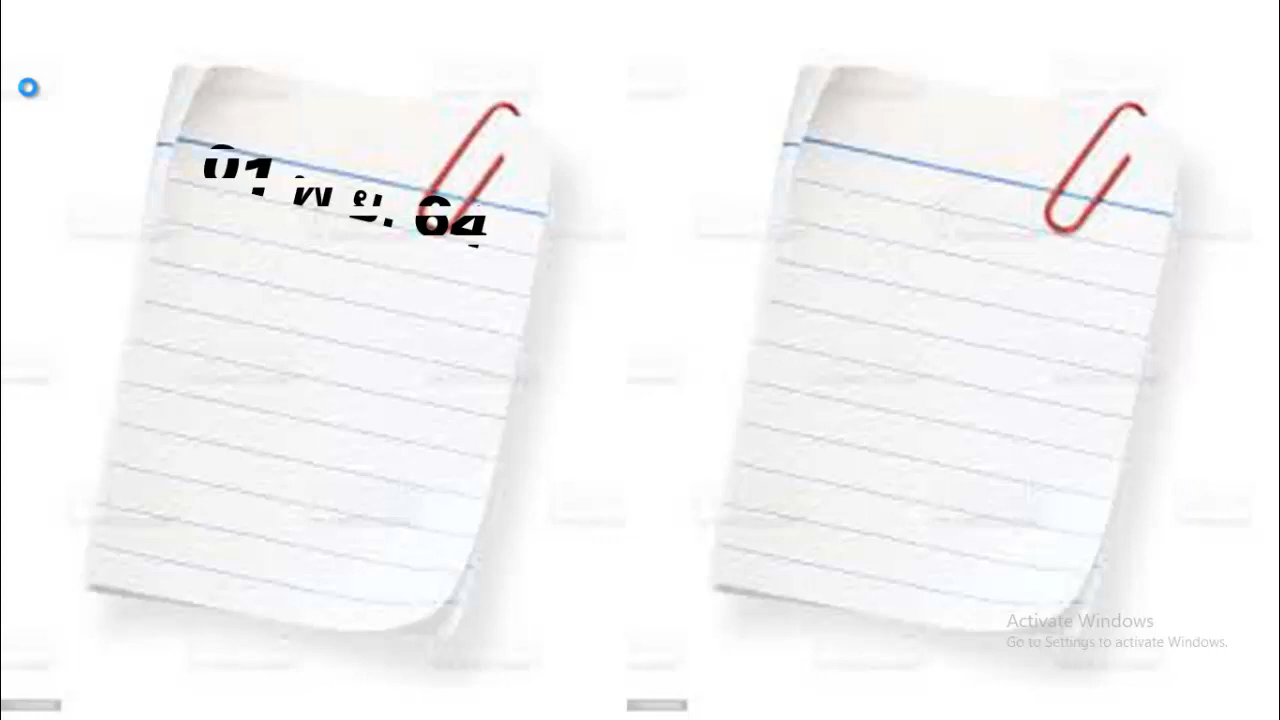 01 พ.ย. 64
Activate Windows
Go to Settings to activate Windows.